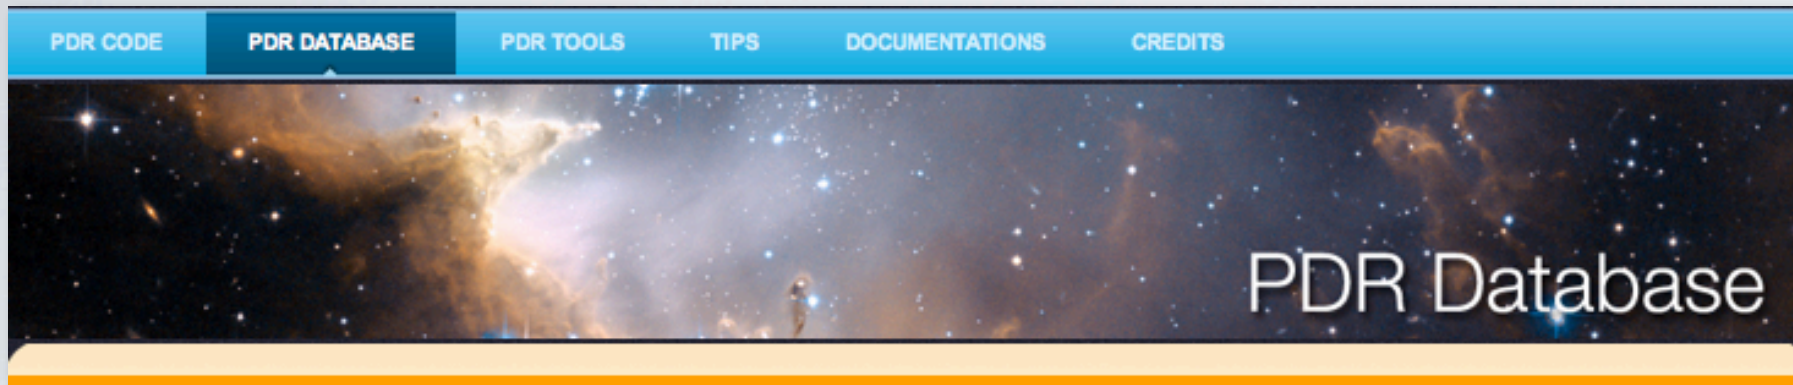 PDR CODE PDR DATABASE PDR TOOLS TIPS DOCUMENTATIONS CREDITS
PDR Database